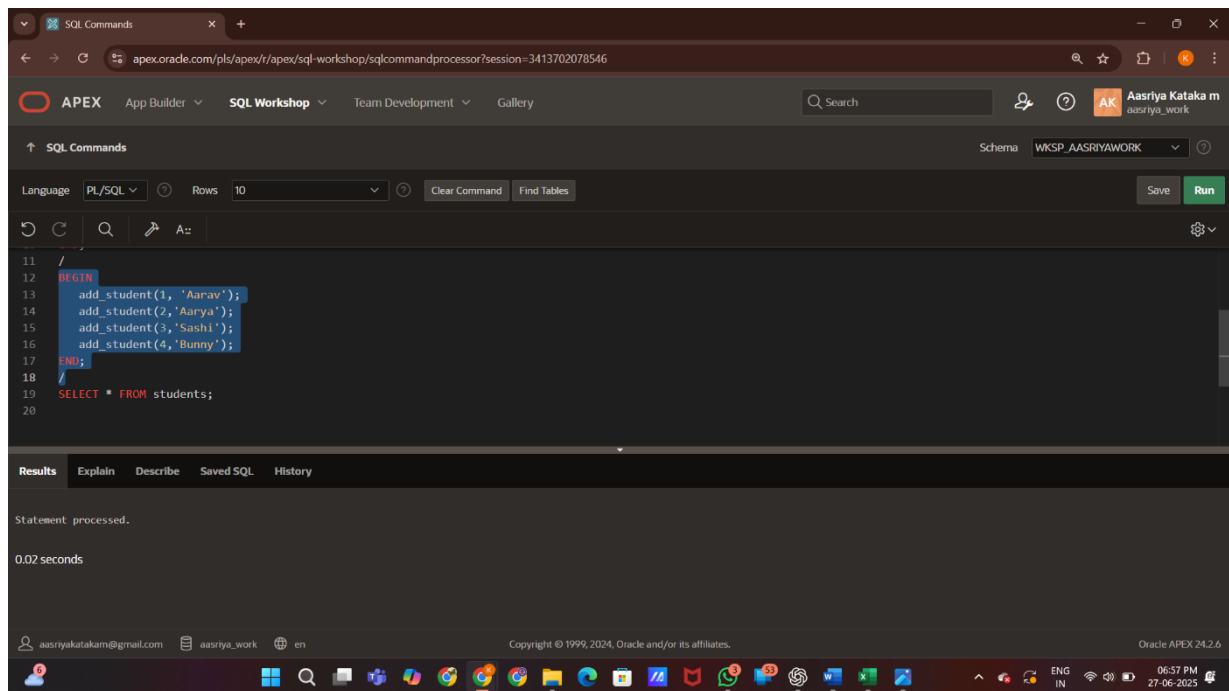 SQL Commands
apex.oracle.com/pls/apex/r/apex/sql-workshop/sqlcommandprocessor?session=3413702078546
K
APEX App Builder SQL Workshop Team Development Gallery Search AK Aasriya Kataka m
aasriya_work
SQL Commands Schema WKSP_AASRIYAWORK
Language PL/SQL Rows 10 Clear Command Find Tables Save Run
11 /
12 BEGIN
13 add_student(1, 'Aarav');
14 add_student(2,'Aarya');
15 add_student(3,'Sashi');
16 add_student(4,'Bunny');
17 END;
18 /
19 SELECT * FROM students;
20
Results Explain Describe Saved SQL History
Statement processed.
0.02 seconds
aasriyakatakam@gmail.com aasriya_work en Copyright © 1999, 2024, Oracle and/or its affiliates. Oracle APEX 24.2.6
6 3 53 ENG 06:57 PM
IN 27-06-2025